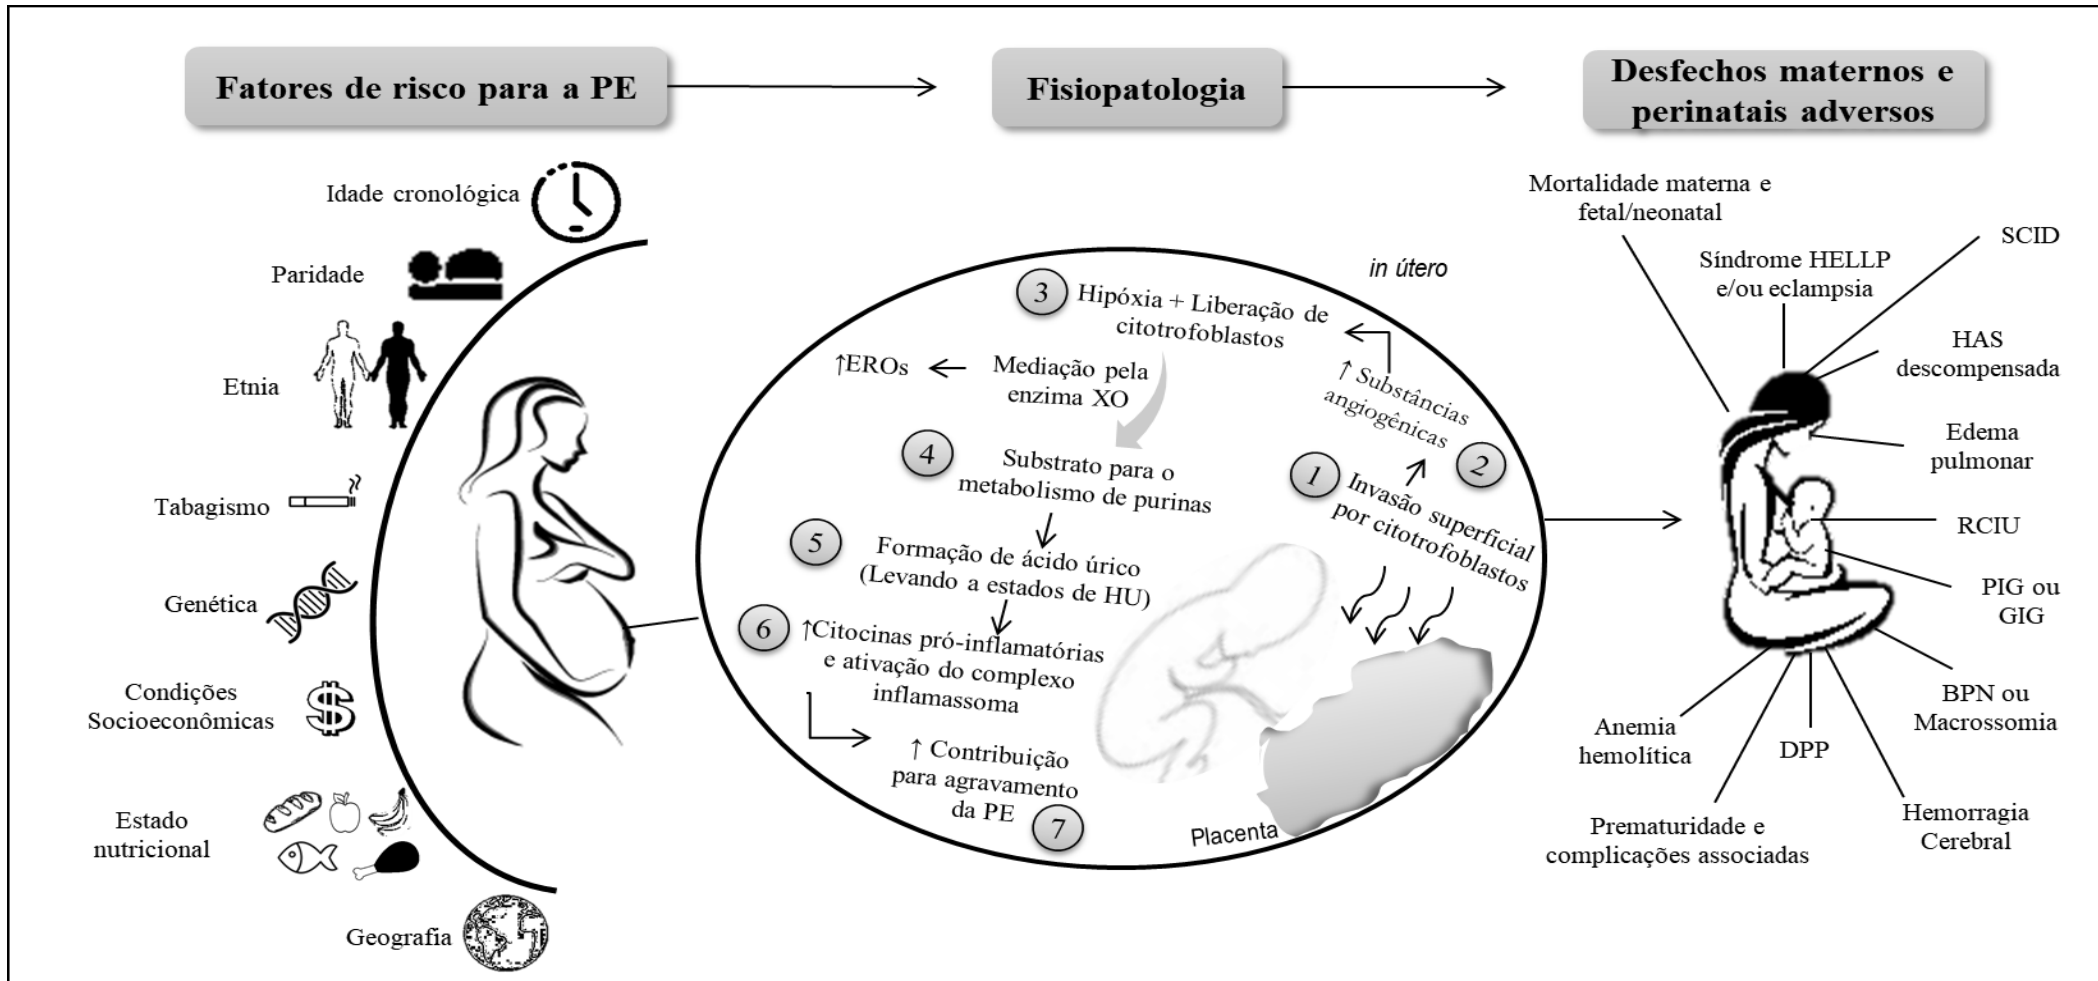 Fatores de risco para a PE
Fisiopatologia
Desfechos maternos e
perinatais adversos
Idade cronológica
Paridade
Etnia
Tabagismo
Genética
Condições
Socioeconômicas
Estado
nutricional
Geografia
in útero
1
Invasão superficial
por citotrofoblastos
2
↑ Substâncias
angiogênicas
3
Hipóxia + Liberação de
citotrofoblastos
Mediação pela
enzima XO
↑EROs
4
Substrato para o
metabolismo de purinas
5
Formação de ácido úrico
(Levando a estados de HU)
6
↑Citocinas pró-inflamatórias
e ativação do complexo
inflamassoma
↑ Contribuição
para agravamento
da PE
7
Placenta
Mortalidade materna e
fetal/neonatal
Síndrome HELLP
e/ou eclampsia
SCID
HAS
descompensada
Edema
pulmonar
RCIU
PIG ou
GIG
BPN ou
Macrossomia
Hemorragia
Cerebral
DPP
Prematuridade e
complicações associadas
Anemia
hemolítica